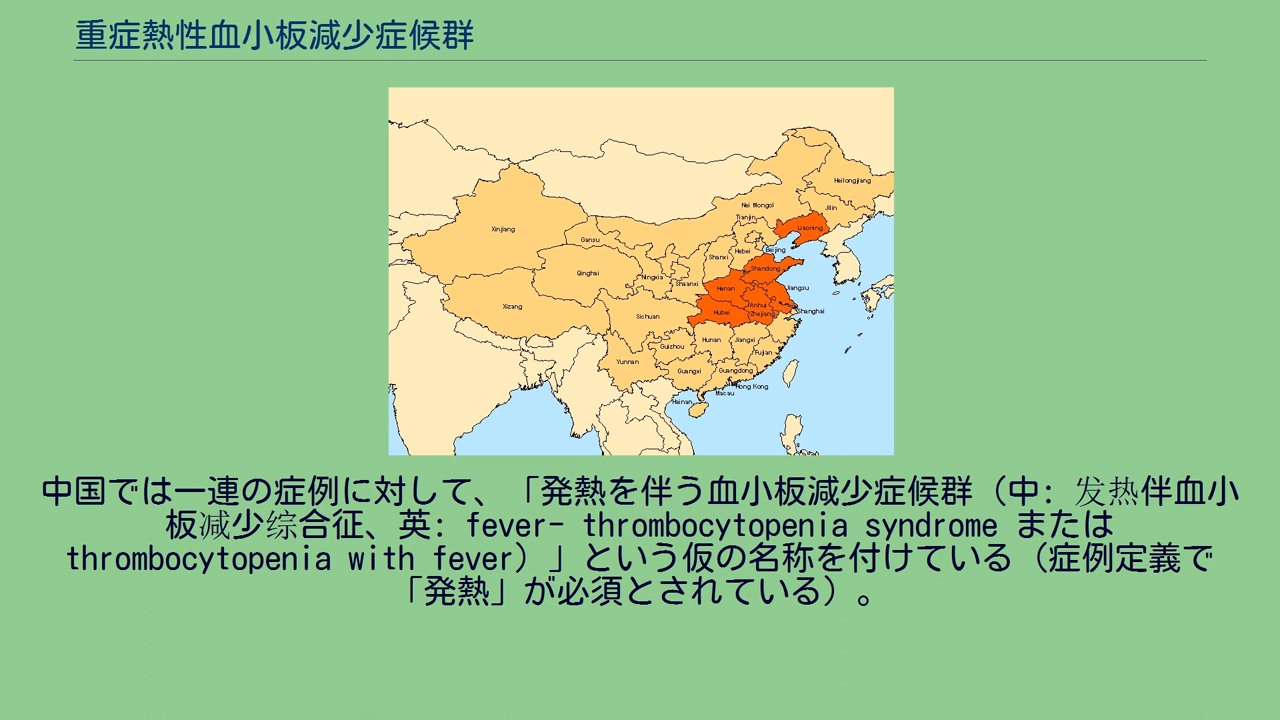 重症熱性血小板減少症候群
Heilongjiang
Nei Mongol
Jilin
Tianjin
Liaoning
Xinjiang
Gansu
Hebei
Beijing
Shanxi
Qinghai
Ningxia
Shandong
Shaanxi
Henan
Jiangsu
Xizang
Anhui
Sichuan
Hubei
Zhejiang
Shanghai
Hunan
Jiangxi
Guizhou
Fujian
Yunnan
Guangxi
Guangdong
Hong Kong
Macau
Hainan
中国では一連の症例に対して、「発熱を伴う血小板減少症候群（中: 发热伴血小
板减少综合征、英: fever- thrombocytopenia syndrome または
thrombocytopenia with fever）」という仮の名称を付けている（症例定義で
「発熱」が必須とされている）。